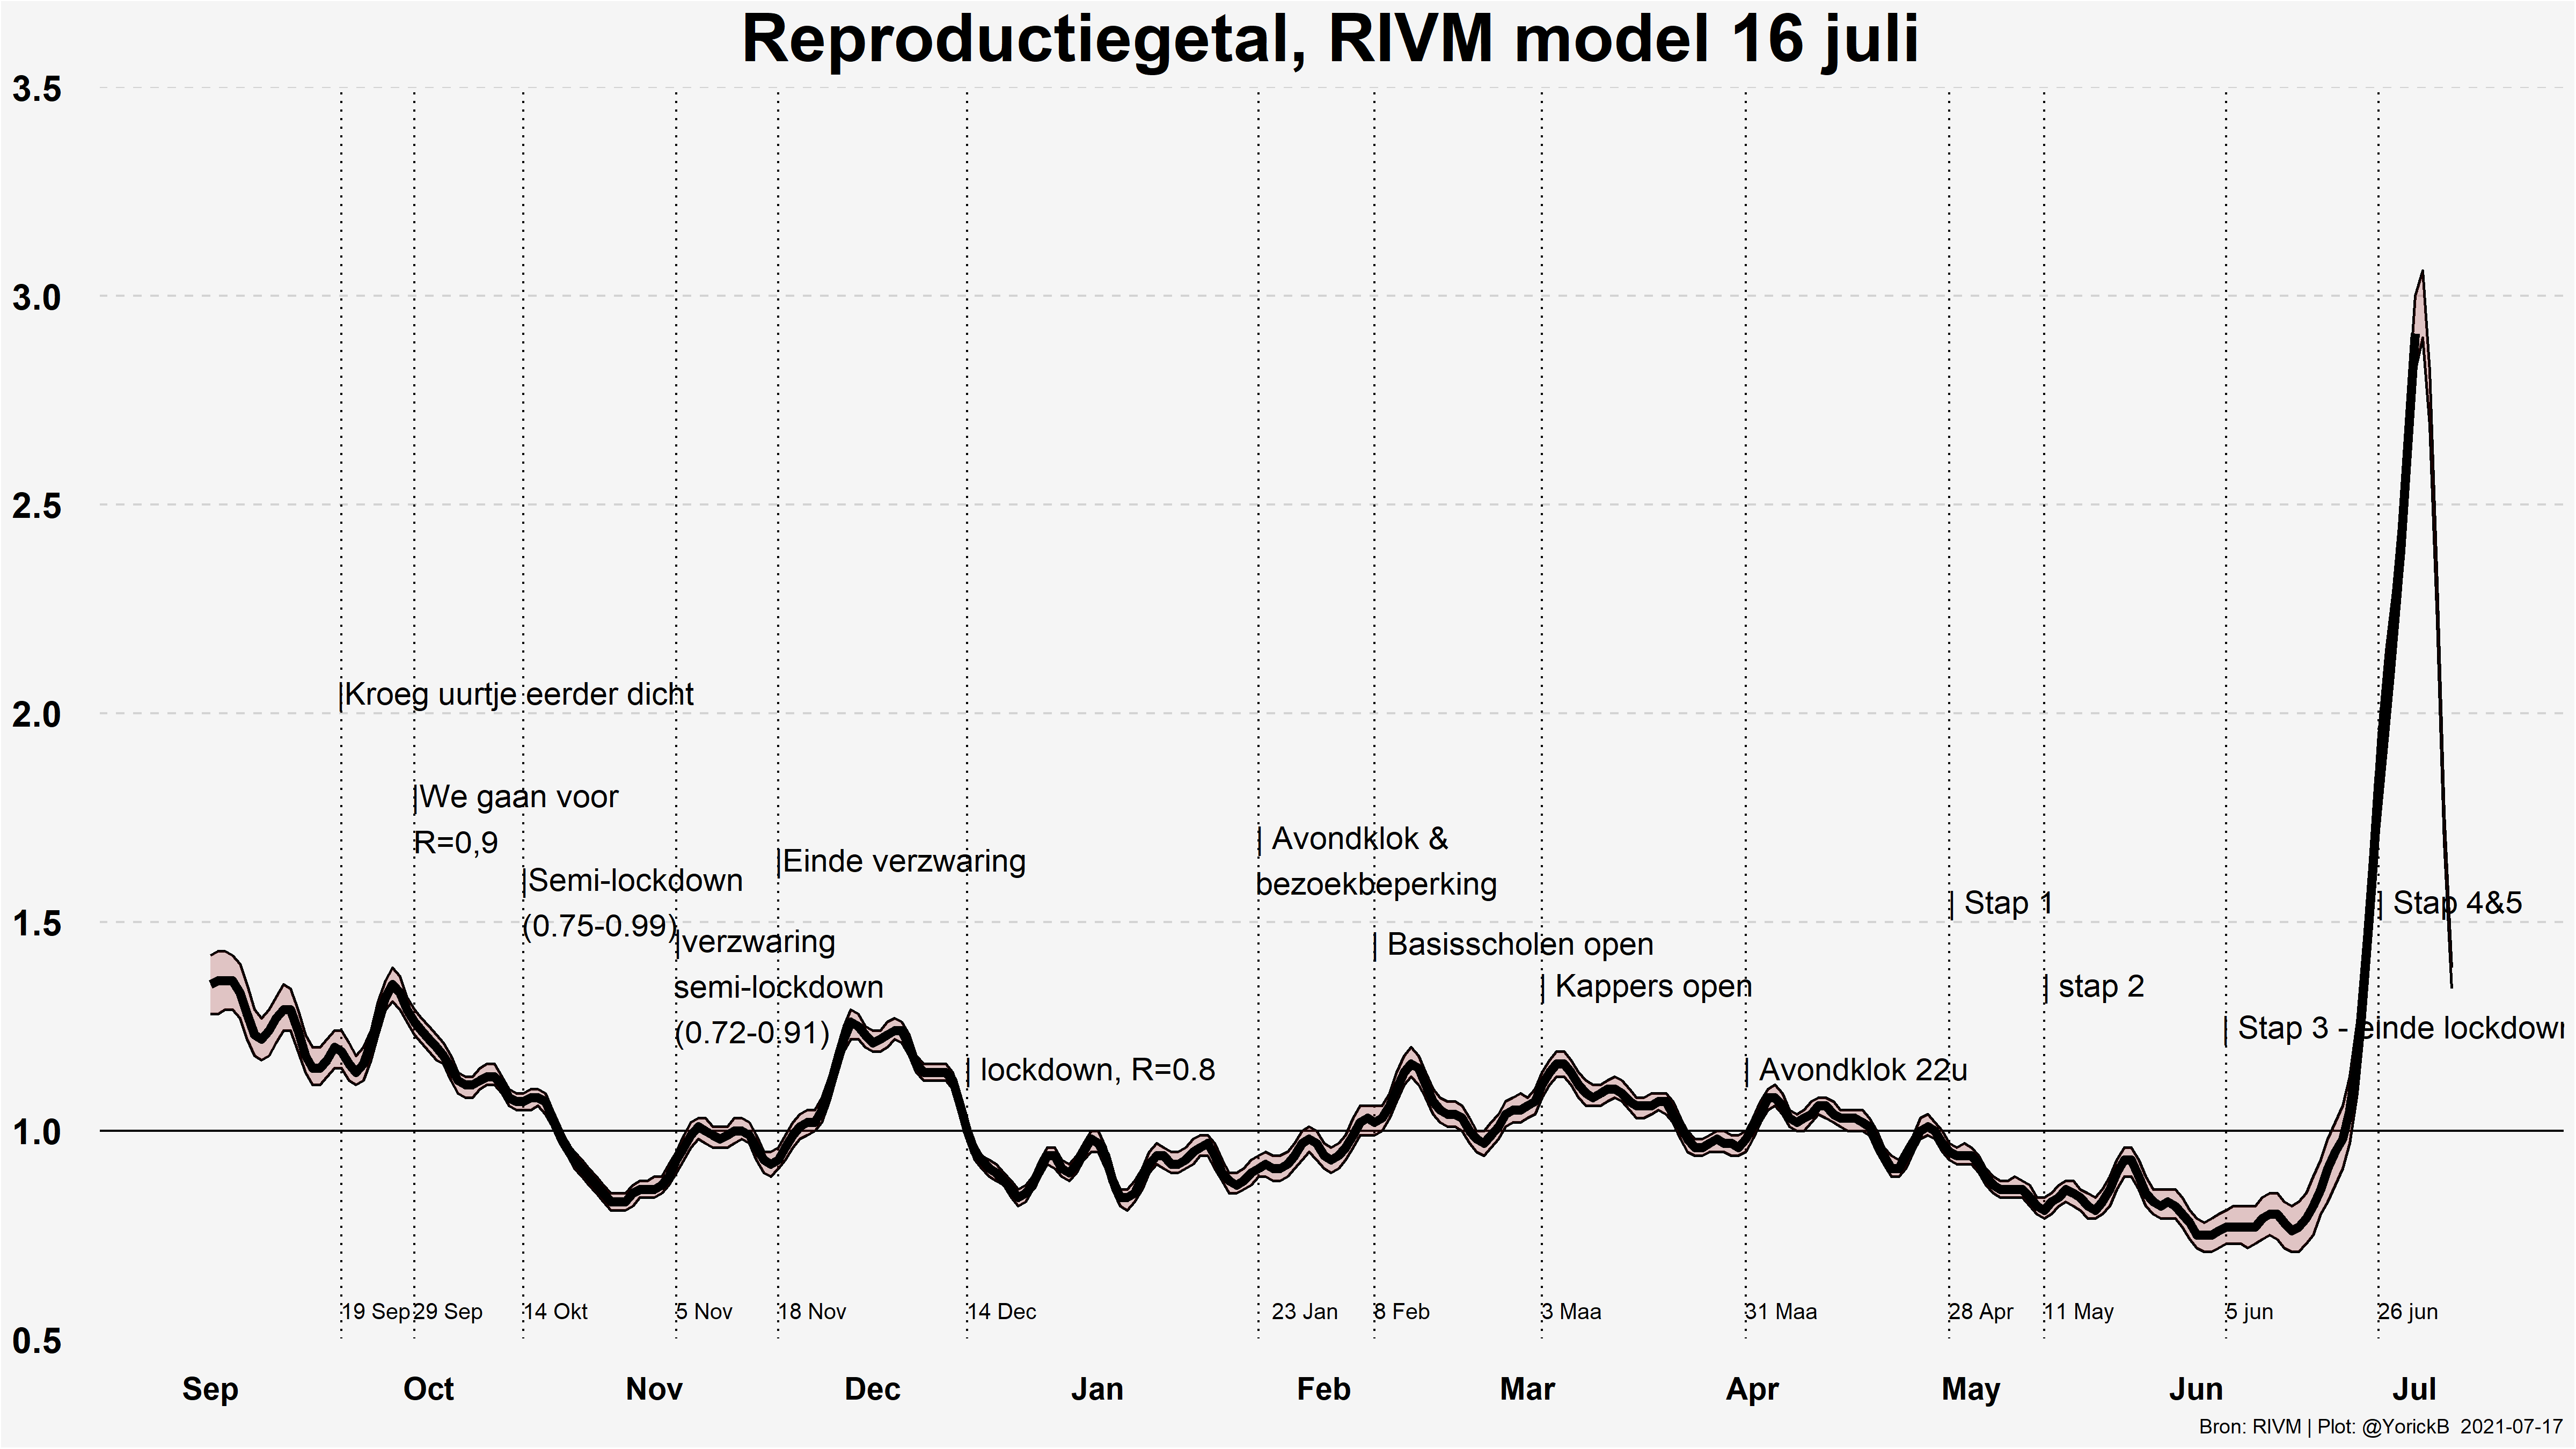 Reproductiegetal, RIVM model 16 juli
3.5
3.0
2.5
2.0
1.5
1.0
0.5
|Kroeg uurtje eerder dicht
|We gaan voor
R=0,9
|Semi-lockdown
(0.75-0.99)
|verzwaring
semi-lockdown
(0.72-0.91)
|Einde verzwaring
| lockdown, R=0.8
| Avondklok &
bezoekbeperking
| Basisscholen open
| Kappers open
| Avondklok 22u
| Stap 1
| stap 2
| Stap 3 - einde lockdown
| Stap 4&5
19 Sep
29 Sep
14 Okt
5 Nov
18 Nov
14 Dec
23 Jan
8 Feb
3 Maa
31 Maa
28 Apr
11 May
5 jun
26 jun
Sep
Oct
Nov
Dec
Jan
Feb
Mar
Apr
May
Jun
Jul
Bron: RIVM | Plot: @YorickB 2021-07-17